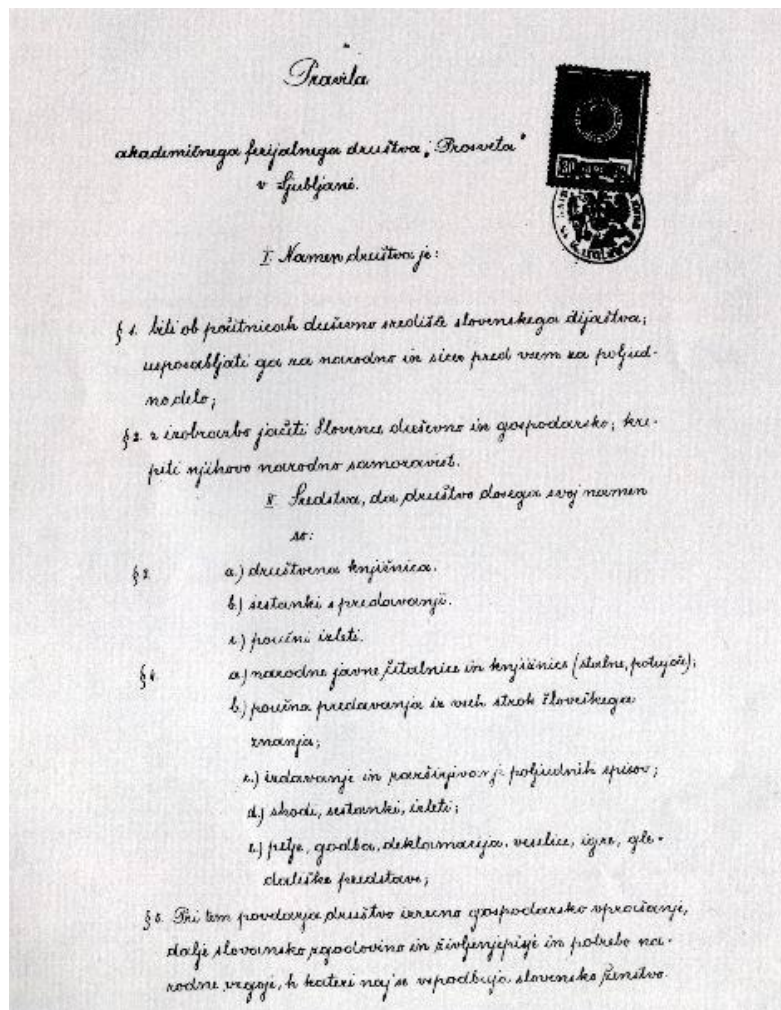 Pravila
akademičnega ferijalnega društva „Prosveta“
v Ljubljani.
I. Namen društva je:
§ 1. biti ob počitnicah duševno središče slovenskega dijaštva;
usposabljati ga za narodno in sicer pred vsem za poljud-
no delo;
§ 2. z izobrazbo jačiti Slovence duševno in gospodarsko; kre-
piti njihovo narodno samozavest.
II. Sredstva, da društvo dosega svoj namen
so:
§ 3. a.) društvena knjižnica.
b.) sestanki s predavanji.
c.) poučni izleti.
§ 4. a.) narodne javne čitalnice in knjižnice (stalne, potujoče);
b.) poučna predavanja iz vseh strok človeškega
znanja;
c.) izdavanje in razširjivanje poljudnih spisov;
d.) shodi, sestanki, izleti;
e.) petje, godba, deklamacija, veselice, igre, gle-
dališke predstave;
§ 5. Pri tem povdarja društvo izrecno gospodarsko vprašanje,
dalje slovansko zgodovino in življenjepisje in potrebo na-
rodne vzgoje, h kateri naj se vspodbuja slovensko ženstvo.